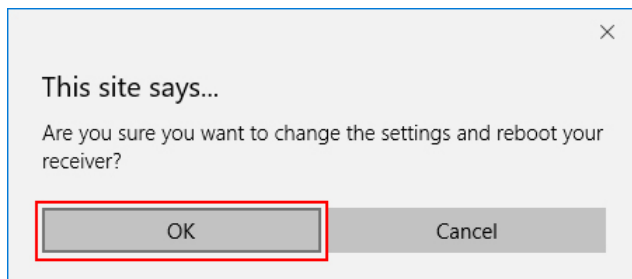 This site says...
Are you sure you want to change the settings and reboot your
receiver?
OK
Cancel